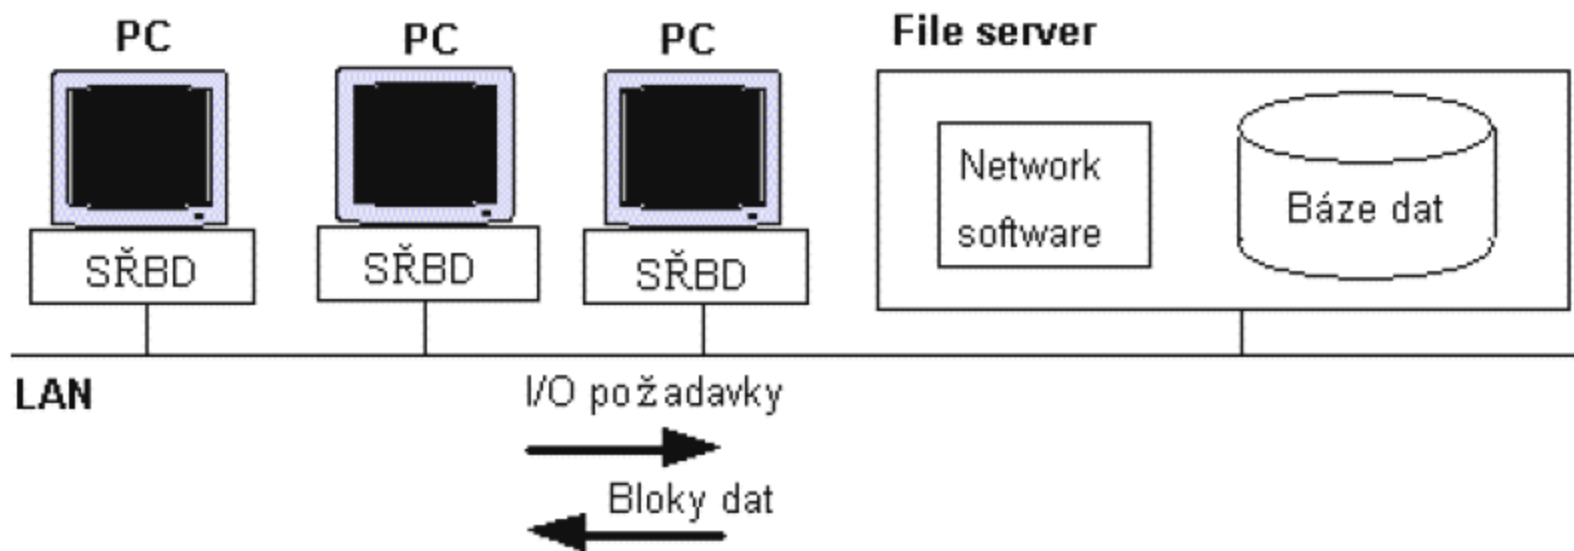 PC
PC
PC
File server
SŘBD
SŘBD
SŘBD
Network
software
Báze dat
LAN
I/O požadavky
Bloky dat